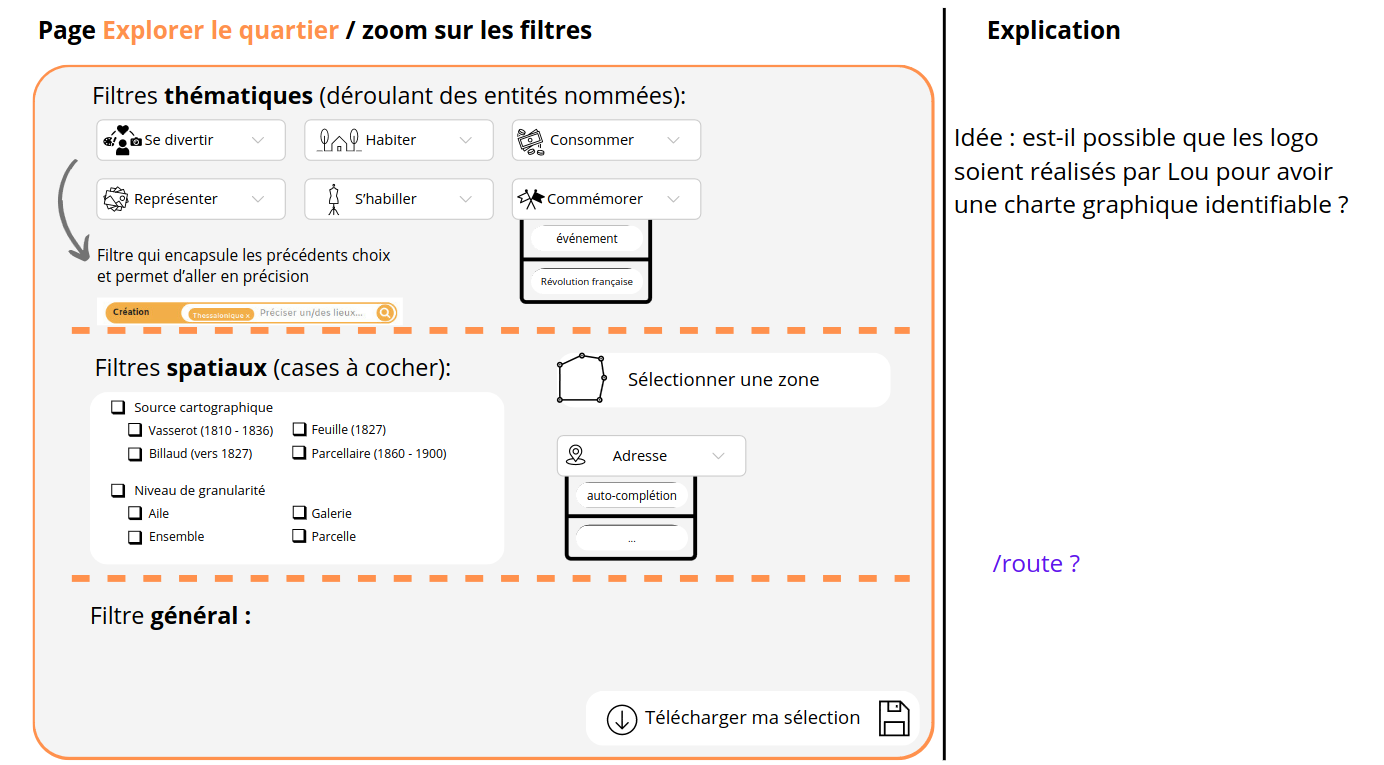 Page Explorer le quartier / zoom sur les filtres
Explication
Filtres thématiques (déroulant des entités nommées):
Se divertir
Habiter
Consommer
Représenter
S’habiller
Commémorer
événement
Révolution française
Filtre qui encapsule les précédents choix
et permet d’aller en précision
Création
Thessalonique ×
Préciser un/des lieux...
Idée : est-il possible que les logo
soient réalisés par Lou pour avoir
une charte graphique identifiable ?
Filtres spatiaux (cases à cocher):
Source cartographique
Vasserot (1810 - 1836)
Feuille (1827)
Billaud (vers 1827)
Parcellaire (1860 - 1900)
Niveau de granularité
Aile
Galerie
Ensemble
Parcelle
Sélectionner une zone
Adresse
auto-complétion
...
/route ?
Filtre général :
Télécharger ma sélection